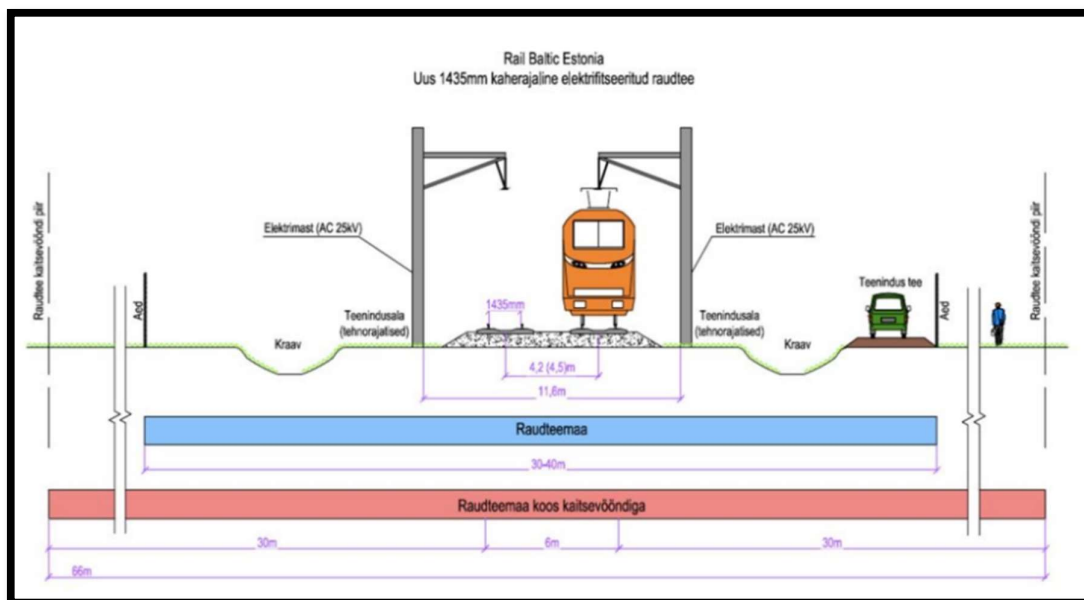 Rail Baltic Estonia
Uus 1435mm kaherajaline elektrifitseeritud raudtee
Raudtee kaitsevööndi piir
Elektrimast (AC 25kV)
Elektrimast (AC 25kV)
Raudtee kaitsevööndi piir
Aed
Kraav
Teenindusala
(tehnorajatised)
1435mm
Teenindusala
(tehnorajatised)
Kraav
Teenindus tee
Aed
4,2 (4,5)m
11,6m
Raudteemaa
30-40m
Raudteemaa koos kaitsevööndiga
30m
6m
30m
66m